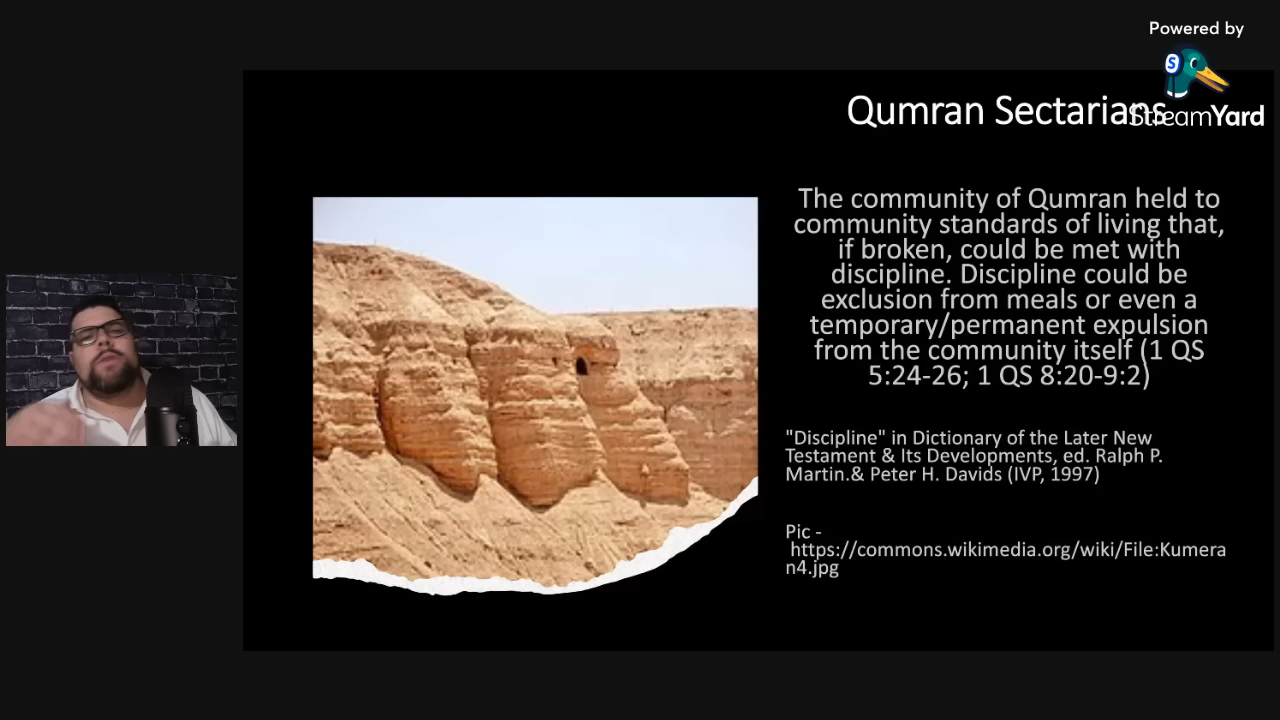 Powered by
StreamYard
Qumran Sectarians
The community of Qumran held to
community standards of living that,
if broken, could be met with
discipline. Discipline could be
exclusion from meals or even a
temporary/permanent expulsion
from the community itself (1 QS
5:24-26; 1 QS 8:20-9:2)
"Discipline" in Dictionary of the Later New
Testament & Its Developments, ed. Ralph P.
Martin.& Peter H. Davids (IVP, 1997)
Pic -
https://commons.wikimedia.org/wiki/File:Kumera
n4.jpg